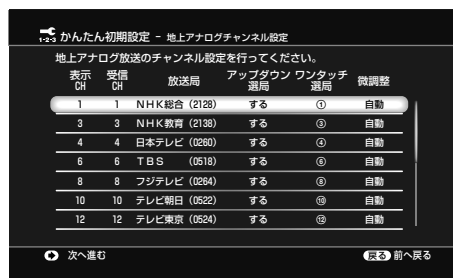 1-2-3 かんたん初期設定 - 地上アナログチャンネル設定
地上アナログ放送のチャンネル設定を行ってください。
表示CH 受信CH 放送局 アップダウン選局 ワンタッチ選局 微調整
1 1 NHK総合 (2128) する ① 自動
3 3 NHK教育 (2138) する ③ 自動
4 4 日本テレビ (0260) する ④ 自動
6 6 TBS (0518) する ⑥ 自動
8 8 フジテレビ (0264) する ⑧ 自動
10 10 テレビ朝日 (0522) する ⑩ 自動
12 12 テレビ東京 (0524) する ⑫ 自動
次へ進む 戻る 前へ戻る